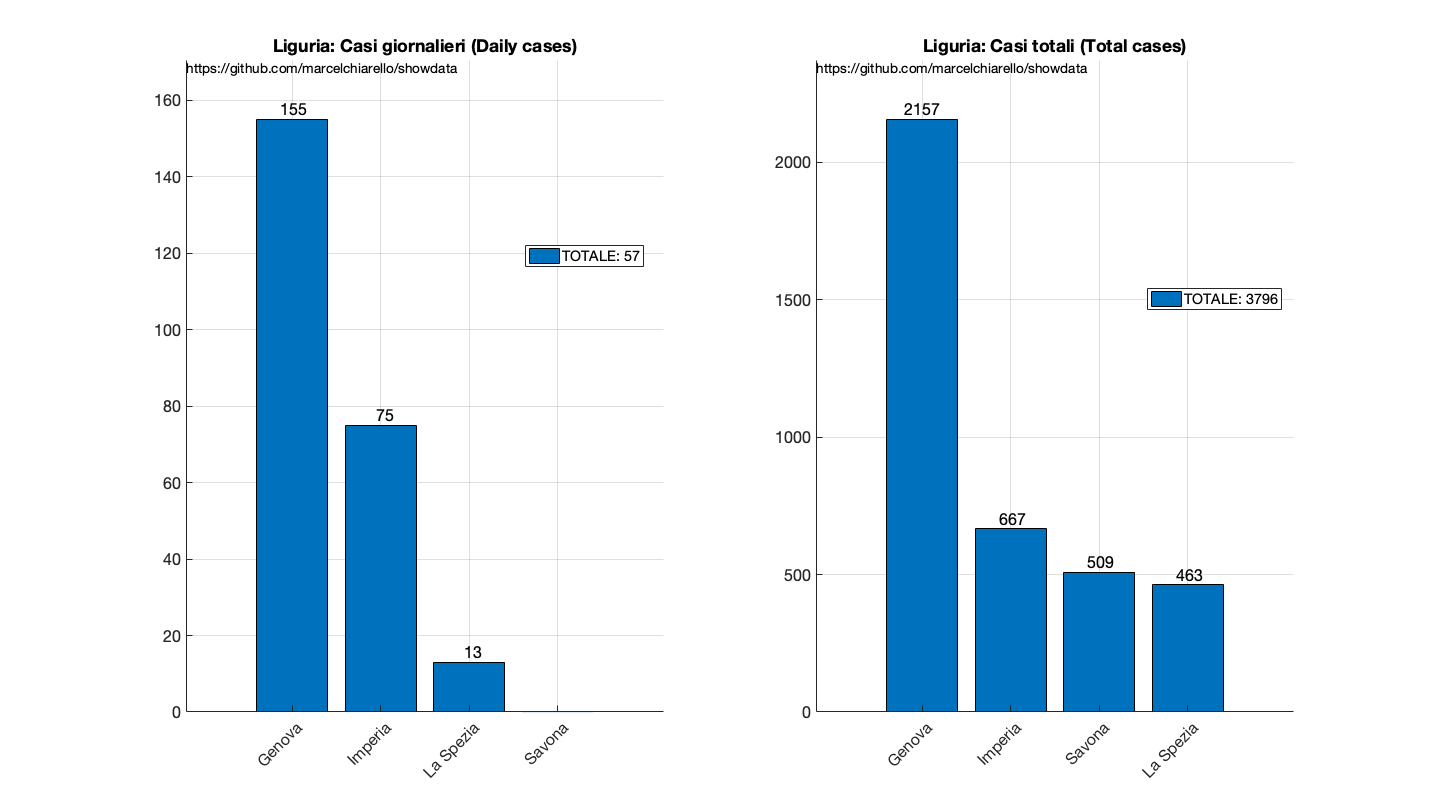 Liguria: Casi giornalieri (Daily cases)
https://github.com/marcelchiarello/showdata
160
140
120
100
80
60
40
20
0
155
75
13
TOTALE: 57
Genova
Imperia
La Spezia
Savona
Liguria: Casi totali (Total cases)
https://github.com/marcelchiarello/showdata
2000
1500
1000
500
0
2157
667
509
463
TOTALE: 3796
Genova
Imperia
Savona
La Spezia